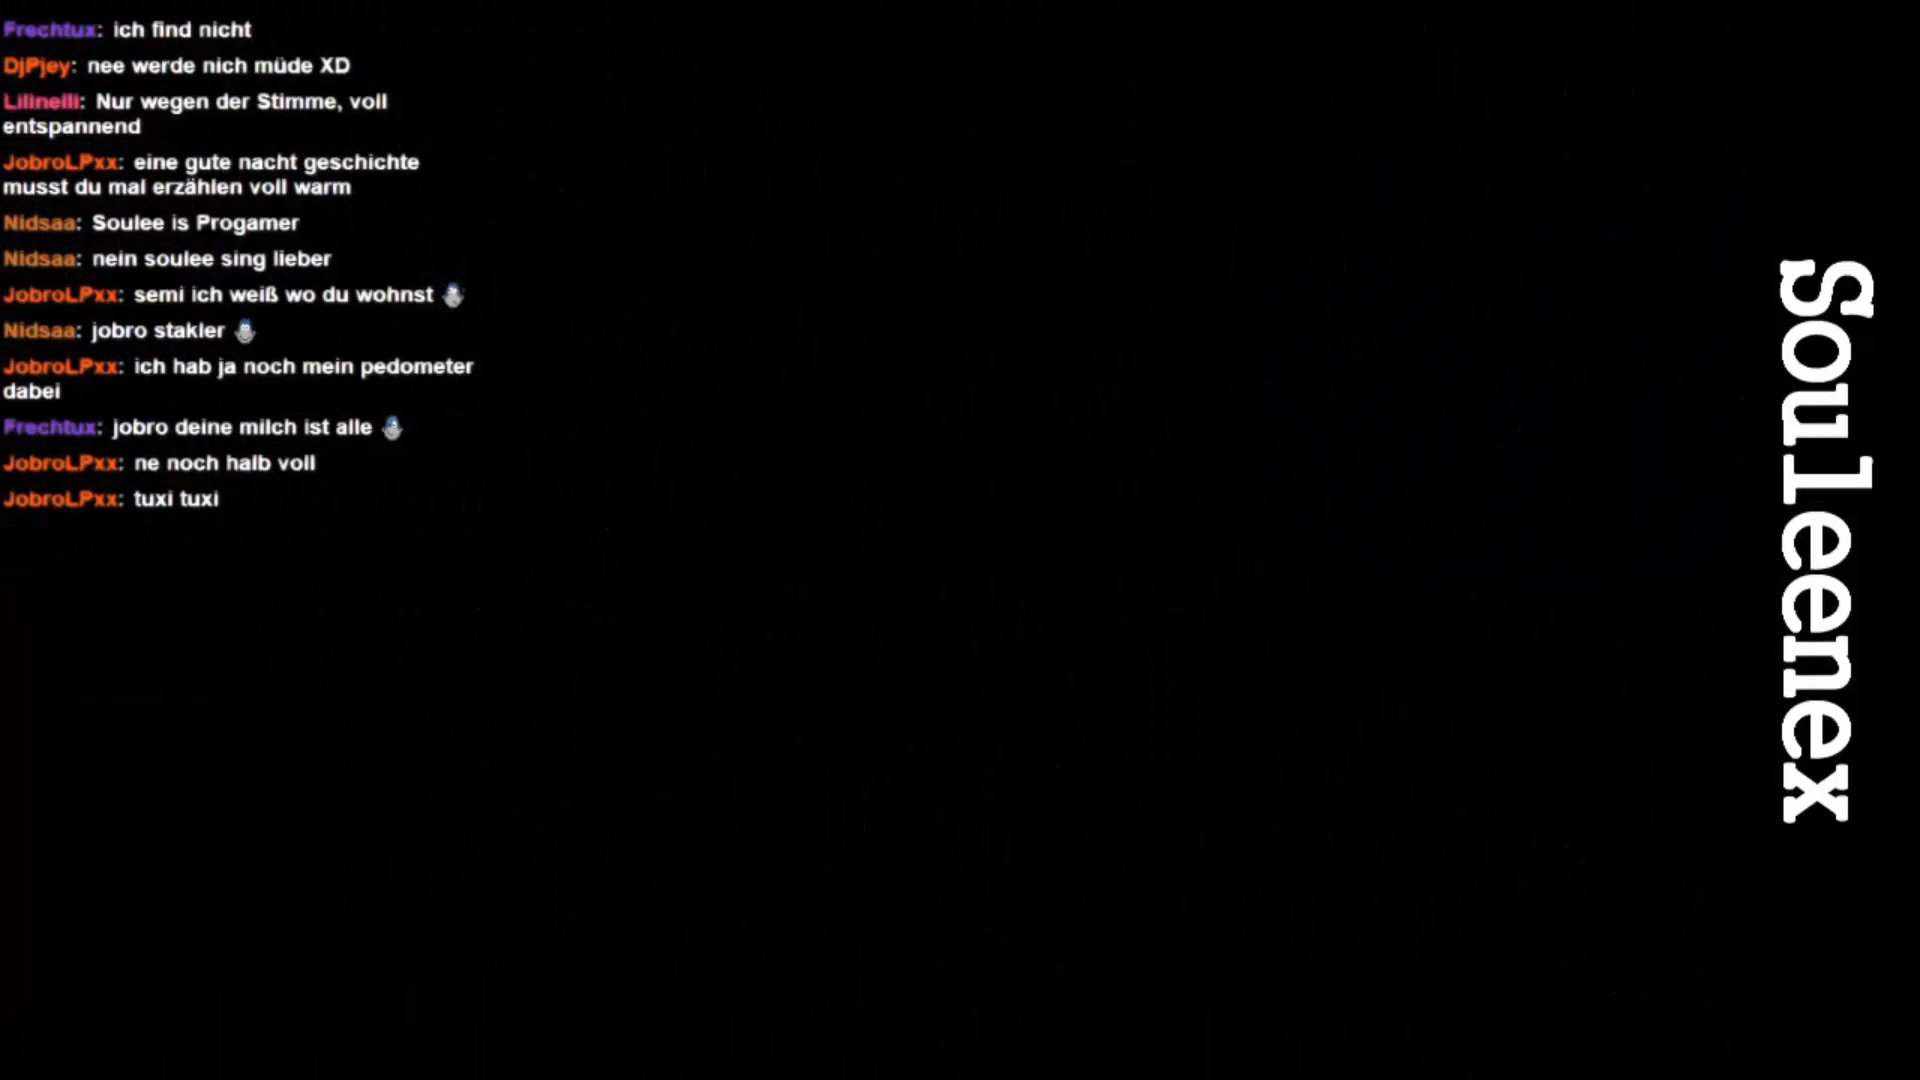 Frechtux: ich find nicht
DjPjey: nee werde nich müde XD
Lilinelli: Nur wegen der Stimme, voll
entspannend
JobroLPxx: eine gute nacht geschichte
musst du mal erzählen voll warm
Nidsaa: Soulee is Progamer
Nidsaa: nein soulee sing lieber
JobroLPxx: semi ich weiß wo du wohnst
Nidsaa: jobro stakler
JobroLPxx: ich hab ja noch mein pedometer
dabei
Frechtux: jobro deine milch ist alle
JobroLPxx: ne noch halb voll
JobroLPxx: tuxi tuxi
Souleenex